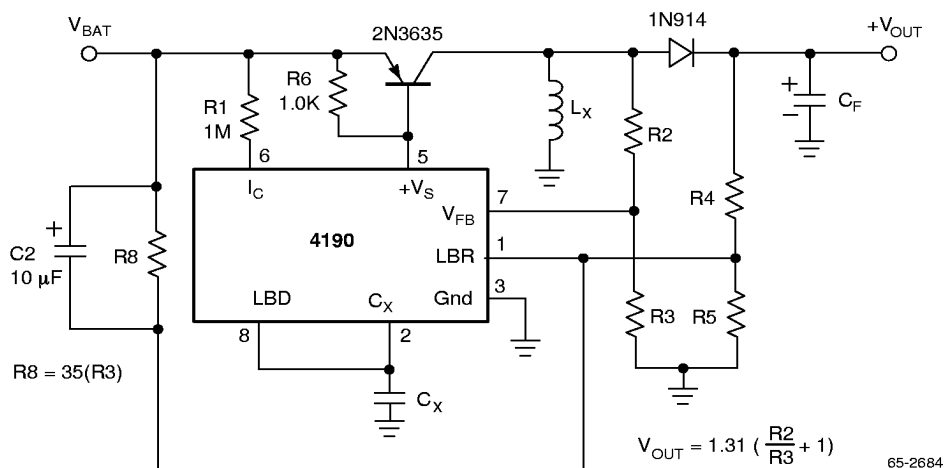 V_BAT
2N3635
1N914
+V_OUT
R1
1M
R6
1.0K
L_X
R2
+
−
C_F
6
5
I_C
+V_S
7
V_FB
R4
4190
1
LBR
C2
10 µF
+
R8
LBD
C_X
Gnd
3
R3
R5
8
2
R8 = 35(R3)
C_X
V_OUT = 1.31 ( R2/R3 + 1)
65-2684